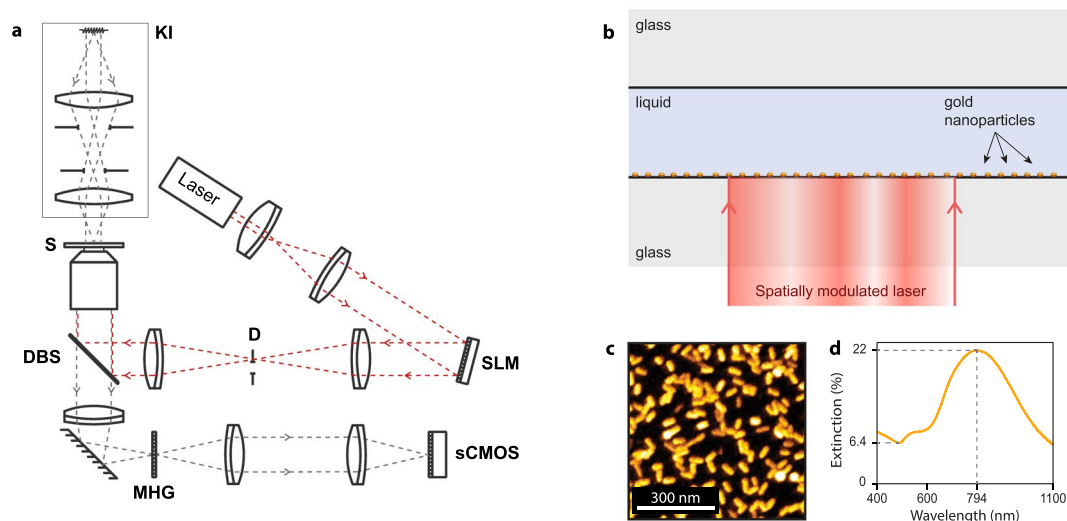 a
KI
Laser
S
D
DBS
SLM
sCMOS
MHG
b
glass
liquid
gold
nanoparticles
glass
Spatially modulated laser
c
300 nm
d
Extinction (%)
22
6.4
0
400
600
794
1100
Wavelength (nm)